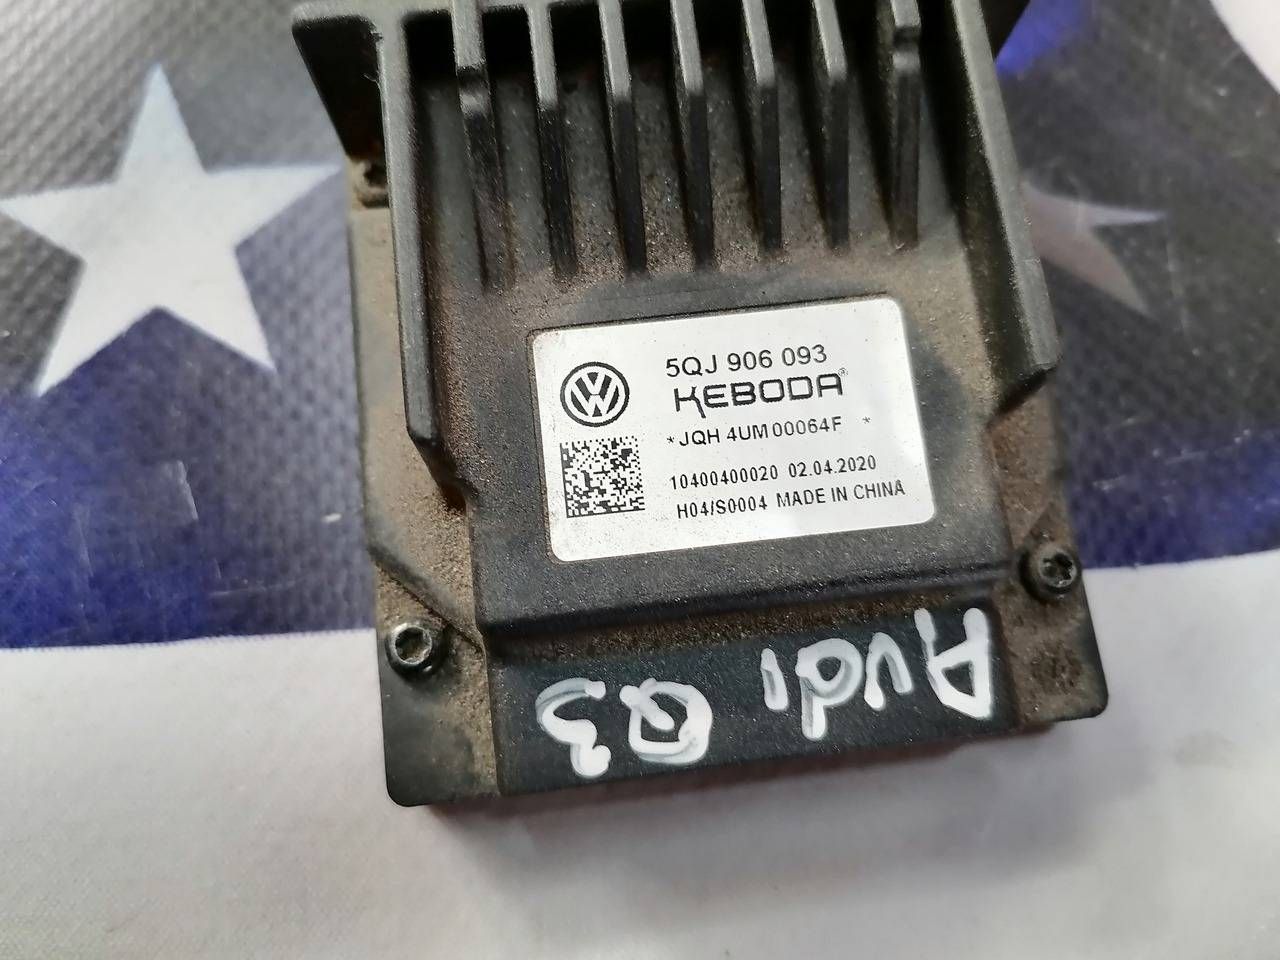 5QJ 906 093
KEBODA®
*JQH 4UM00064F *
10400400020 02.04.2020
H04/S0004 MADE IN CHINA
Audi
Q3